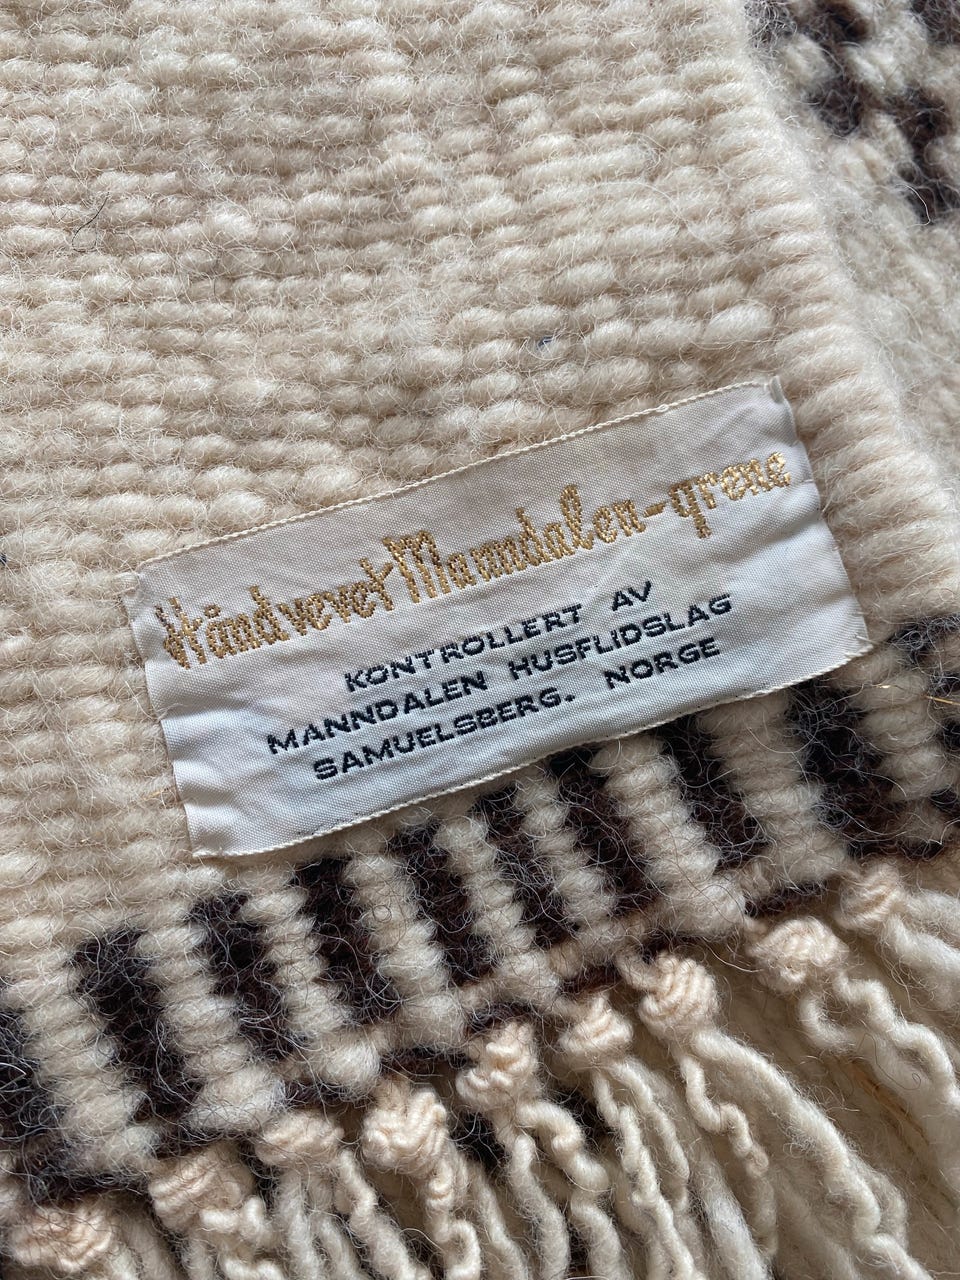 Håndvevet Manndalen-grene
KONTROLLERT AV
MANNDALEN HUSFLIDSLAG
SAMUELSBERG. NORGE